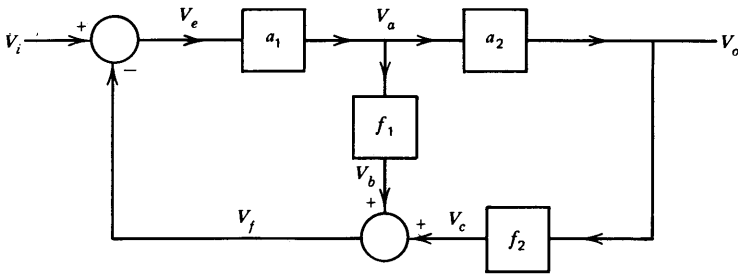 V_e
V_a
V_i
+
a_1
a_2
V_o
−
f_1
V_b
+
V_f
V_c
+
f_2